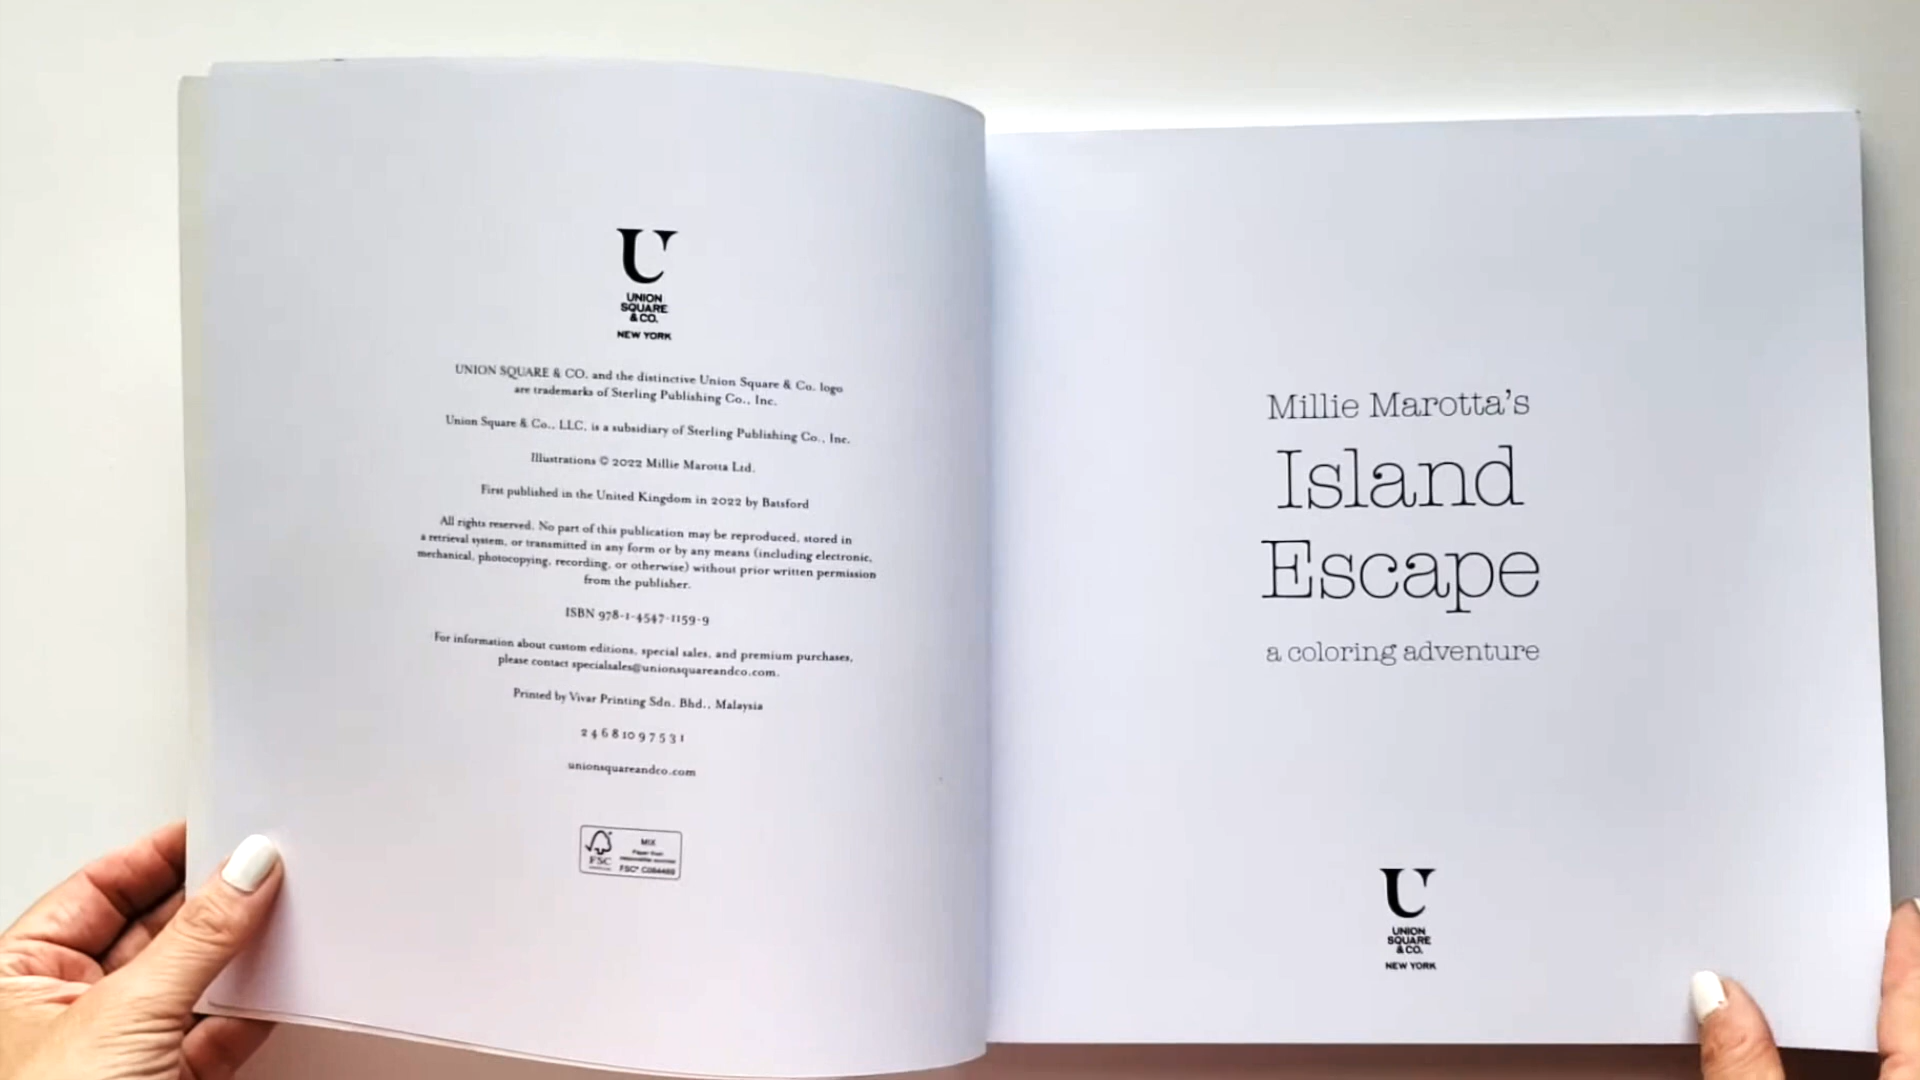 U
UNION
SQUARE
& CO.
NEW YORK
UNION SQUARE & CO. and the distinctive Union Square & Co. logo
are trademarks of Sterling Publishing Co., Inc.
Union Square & Co., LLC, is a subsidiary of Sterling Publishing Co., Inc.
Illustrations © 2022 Millie Marotta Ltd.
First published in the United Kingdom in 2022 by Batsford
All rights reserved. No part of this publication may be reproduced, stored in
a retrieval system, or transmitted in any form or by any means (including electronic,
mechanical, photocopying, recording, or otherwise) without prior written permission
from the publisher.
ISBN 978-1-4547-1159-9
For information about custom editions, special sales, and premium purchases,
please contact specialsales@unionsquareandco.com.
Printed by Vivar Printing Sdn. Bhd., Malaysia
2 4 6 8 10 9 7 5 3 1
unionsquareandco.com
FSC
MIX
Paper from
responsible sources
FSC®
Millie Marotta's
Island
Escape
a coloring adventure
U
UNION
SQUARE
& CO.
NEW YORK